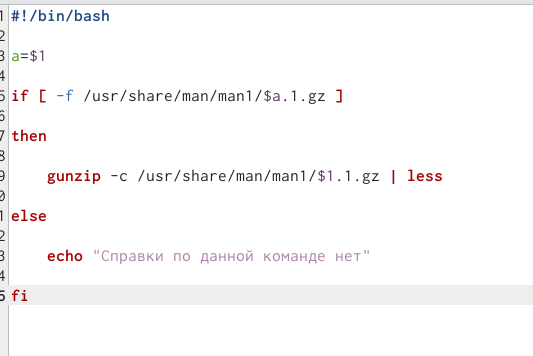 1 #!/bin/bash
2
3 a=$1
4
5 if [ -f /usr/share/man/man1/$a.1.gz ]
6
7 then
8
9 gunzip -c /usr/share/man/man1/$1.1.gz | less
0
1 else
2
3 echo "Справки по данной команде нет"
4
5 fi